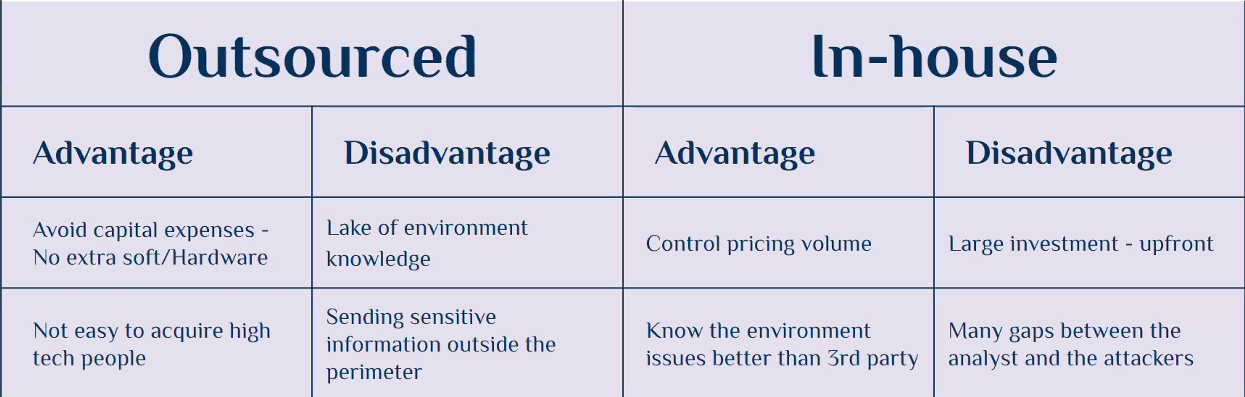 Outsourced
In-house
Advantage
Disadvantage
Advantage
Disadvantage
Avoid capital expenses -
No extra soft/Hardware
Lake of environment
knowledge
Control pricing volume
Large investment - upfront
Not easy to acquire high
tech people
Sending sensitive
information outside the
perimeter
Know the environment
issues better than 3rd party
Many gaps between the
analyst and the attackers